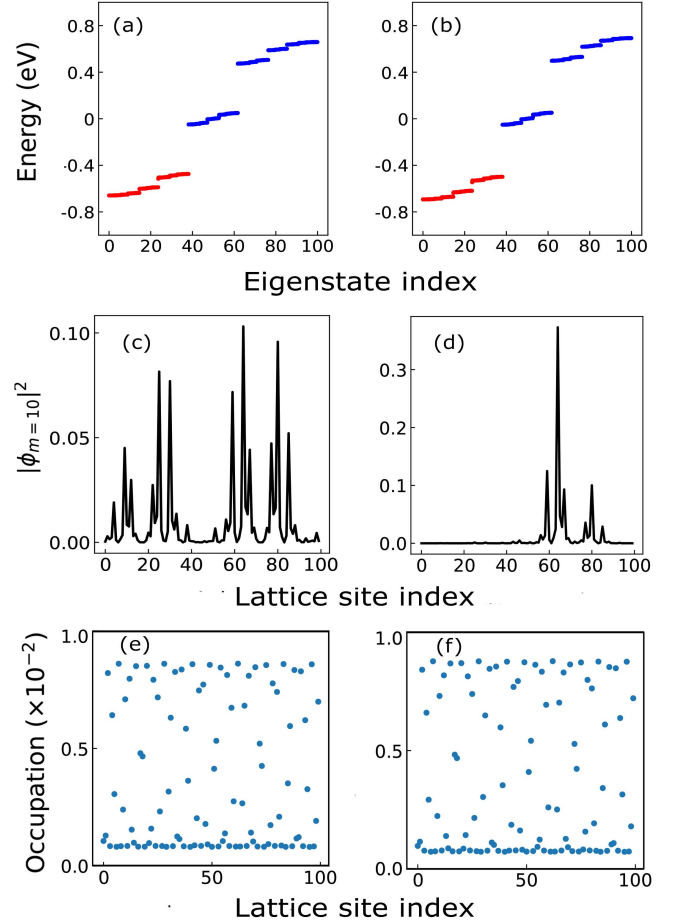 (a) (b)
Energy (eV)
0.8 0.4 0 -0.4 -0.8
0.8 0.4 0 -0.4 -0.8
0 20 40 60 80 100
0 20 40 60 80 100
Eigenstate index
(c) (d)
|ϕm=10|²
0.10 0.05 0.00
0.3 0.2 0.1 0.0
0 20 40 60 80 100
0 20 40 60 80 100
Lattice site index
(e) (f)
Occupation (×10⁻²)
1.0 0.5 0.0
1.0 0.5 0.0
0 50 100
0 50 100
Lattice site index